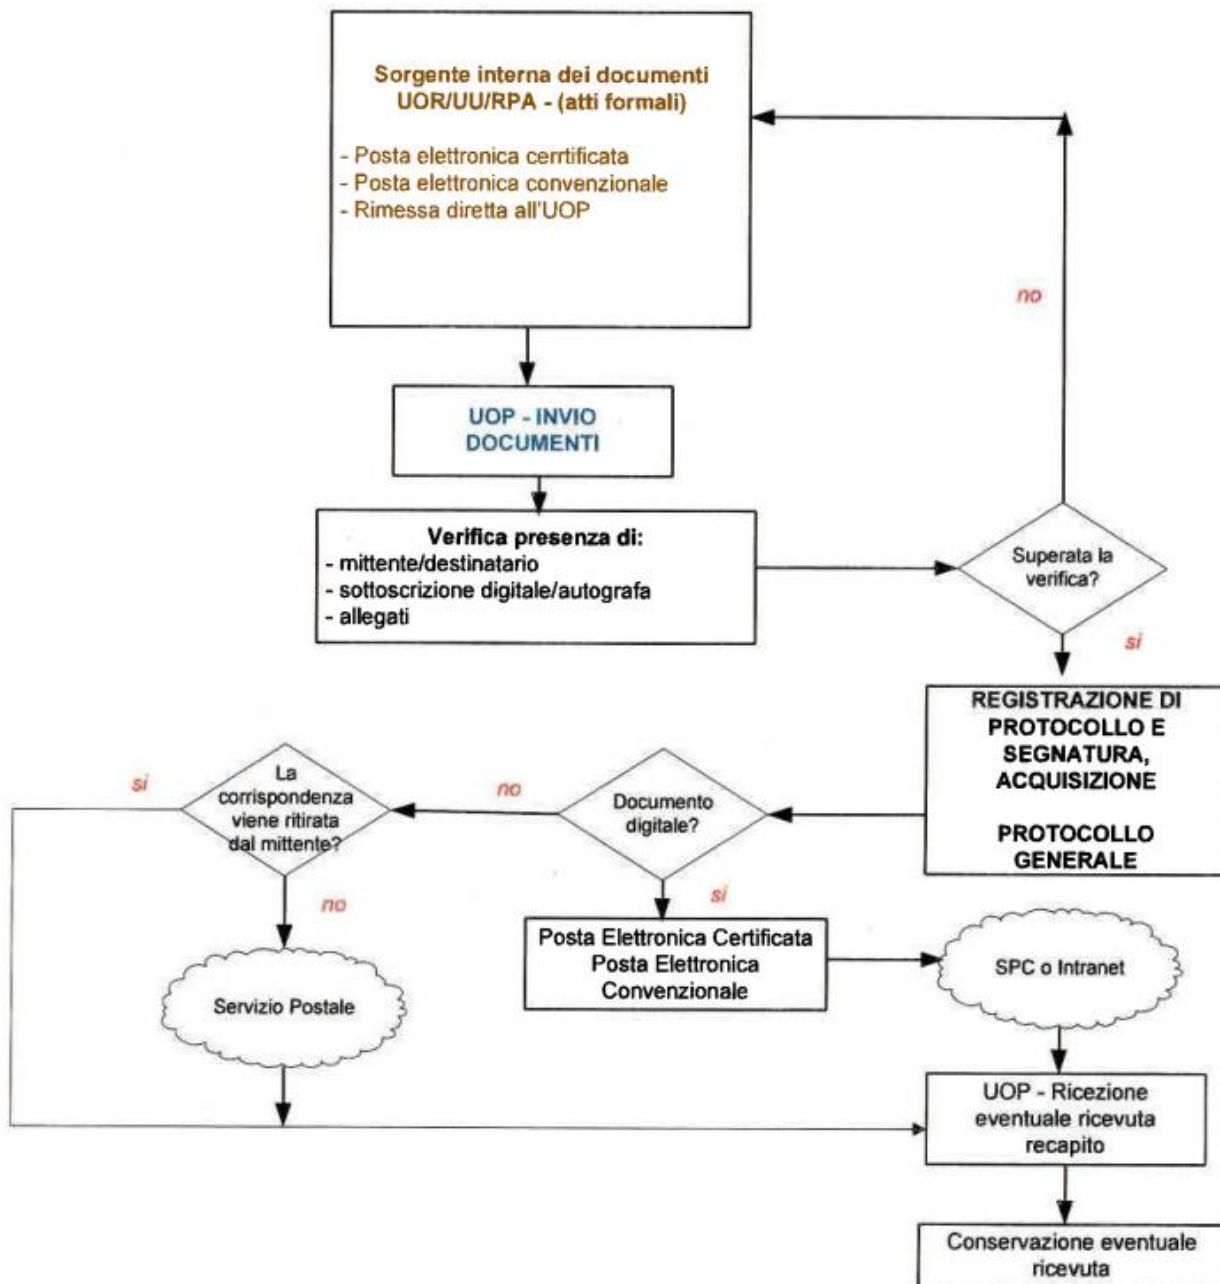 Sorgente interna dei documenti
UOR/UU/RPA - (atti formali)
- Posta elettronica cerrtificata
- Posta elettronica convenzionale
- Rimessa diretta all'UOP
no
UOP - INVIO
DOCUMENTI
Verifica presenza di:
- mittente/destinatario
- sottoscrizione digitale/autografa
- allegati
Superata la
verifica?
si
REGISTRAZIONE DI
PROTOCOLLO E
SEGNATURA,
ACQUISIZIONE
PROTOCOLLO
GENERALE
Documento
digitale?
no
La
corrispondenza
viene ritirata
dal mittente?
si
no
si
Posta Elettronica Certificata
Posta Elettronica
Convenzionale
SPC o Intranet
Servizio Postale
UOP - Ricezione
eventuale ricevuta
recapito
Conservazione eventuale
ricevuta